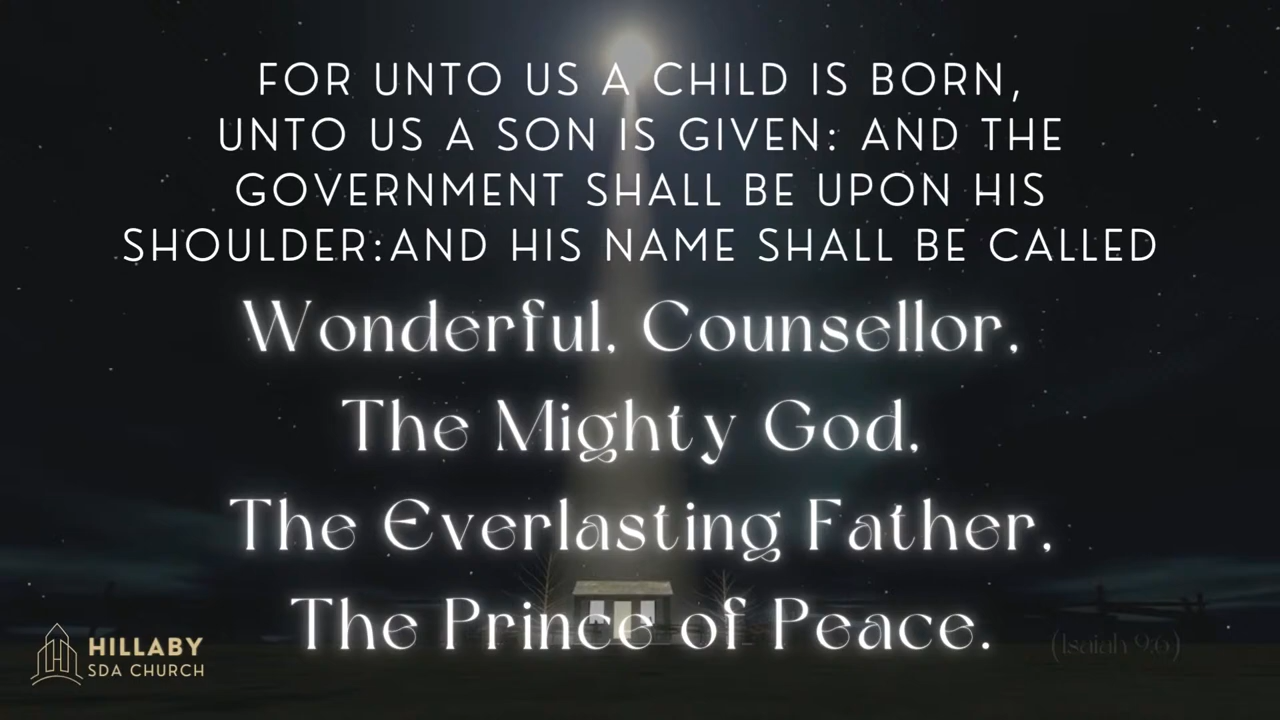 FOR UNTO US A CHILD IS BORN,
UNTO US A SON IS GIVEN: AND THE
GOVERNMENT SHALL BE UPON HIS
SHOULDER:AND HIS NAME SHALL BE CALLED
Wonderful, Counsellor,
The Mighty God,
The Everlasting Father,
The Prince of Peace.
(Isaiah 9:6)
HILLABY
SDA CHURCH